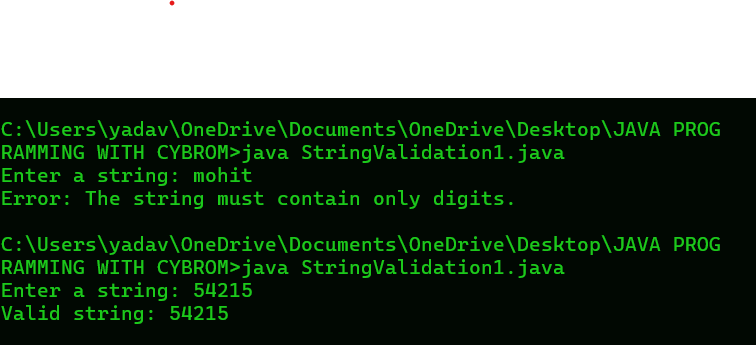 C:\Users\yadav\OneDrive\Documents\OneDrive\Desktop\JAVA PROG
RAMMING WITH CYBROM>java StringValidation1.java
Enter a string: mohit
Error: The string must contain only digits.
C:\Users\yadav\OneDrive\Documents\OneDrive\Desktop\JAVA PROG
RAMMING WITH CYBROM>java StringValidation1.java
Enter a string: 54215
Valid string: 54215